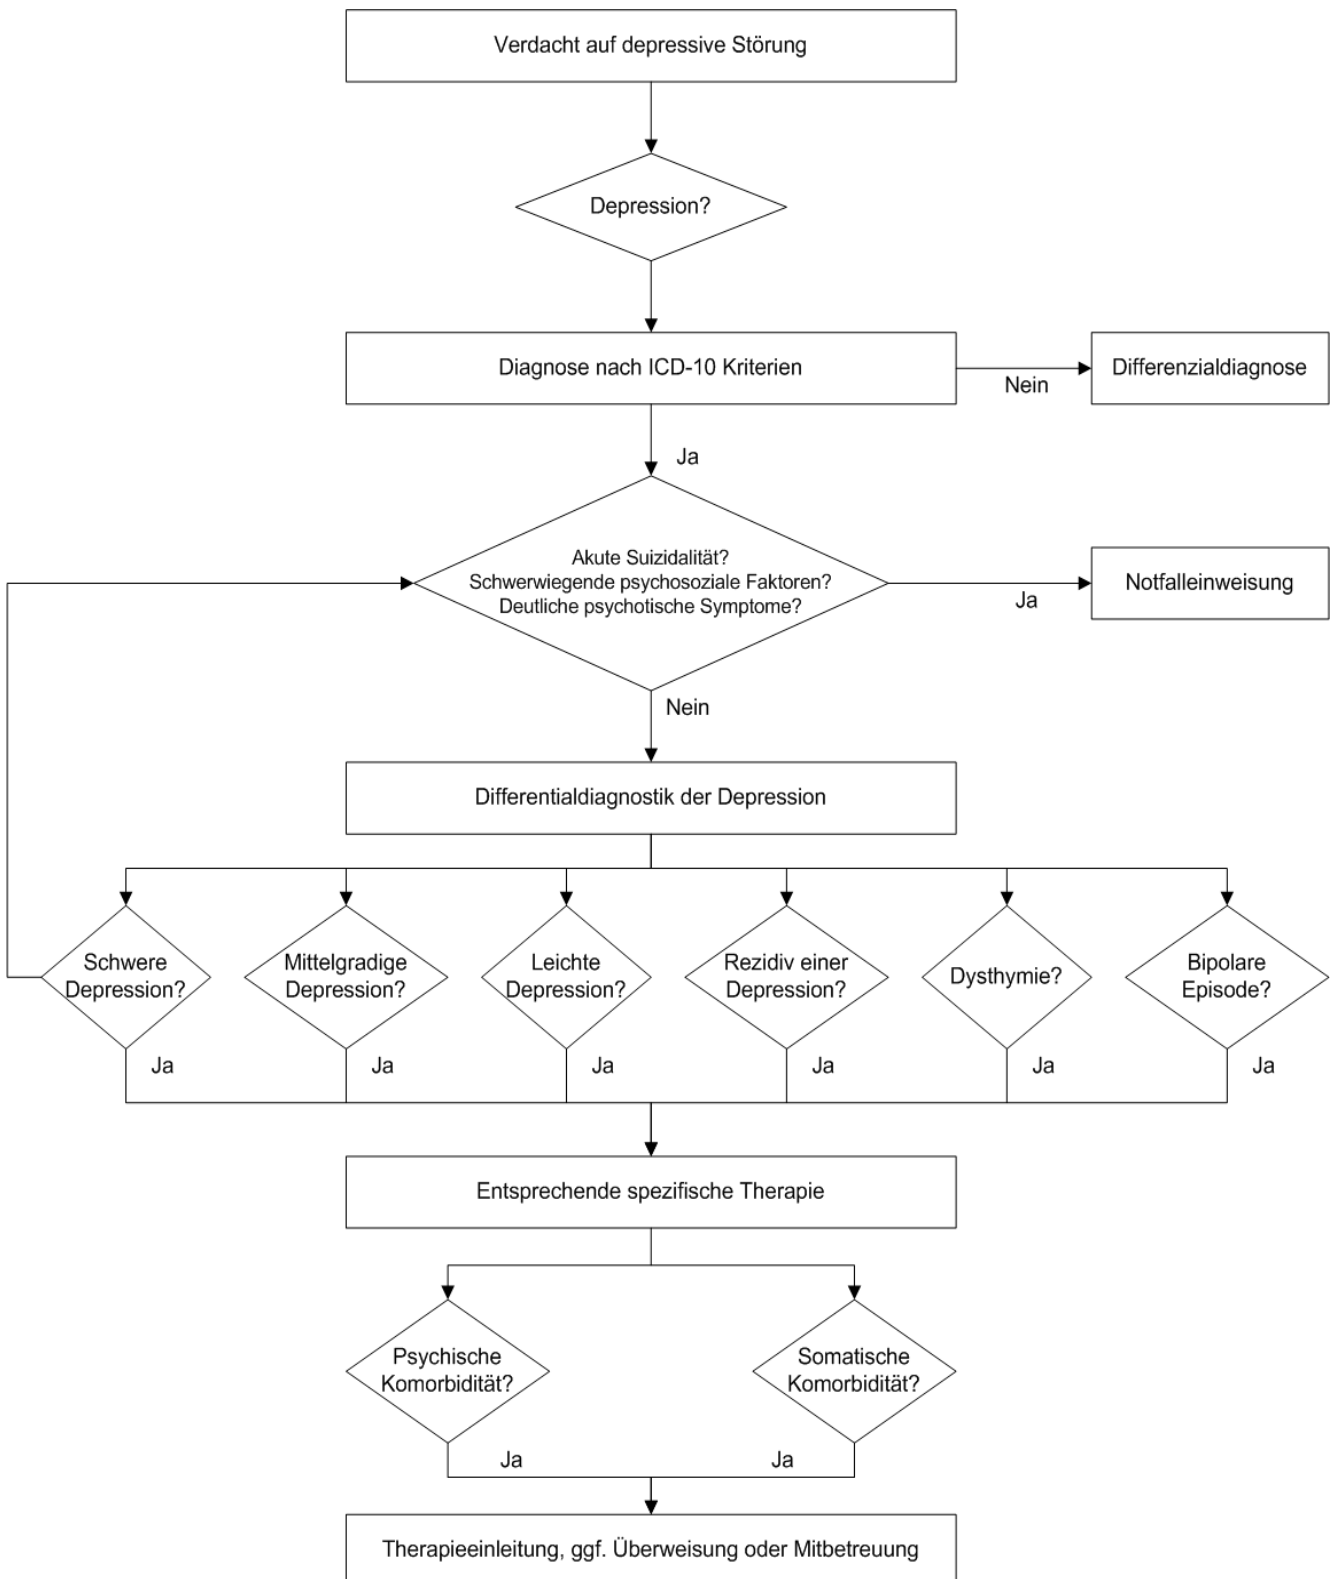 Verdacht auf depressive Störung
Depression?
Diagnose nach ICD-10 Kriterien
Nein
Differenzialdiagnose
Ja
Akute Suizidalität?
Schwerwiegende psychosoziale Faktoren?
Deutliche psychotische Symptome?
Ja
Notfalleinweisung
Nein
Differentialdiagnostik der Depression
Schwere
Depression?
Mittelgradige
Depression?
Leichte
Depression?
Rezidiv einer
Depression?
Dysthymie?
Bipolare
Episode?
Ja
Ja
Ja
Ja
Ja
Ja
Entsprechende spezifische Therapie
Psychische
Komorbidität?
Somatische
Komorbidität?
Ja
Ja
Therapieeinleitung, ggf. Überweisung oder Mitbetreuung